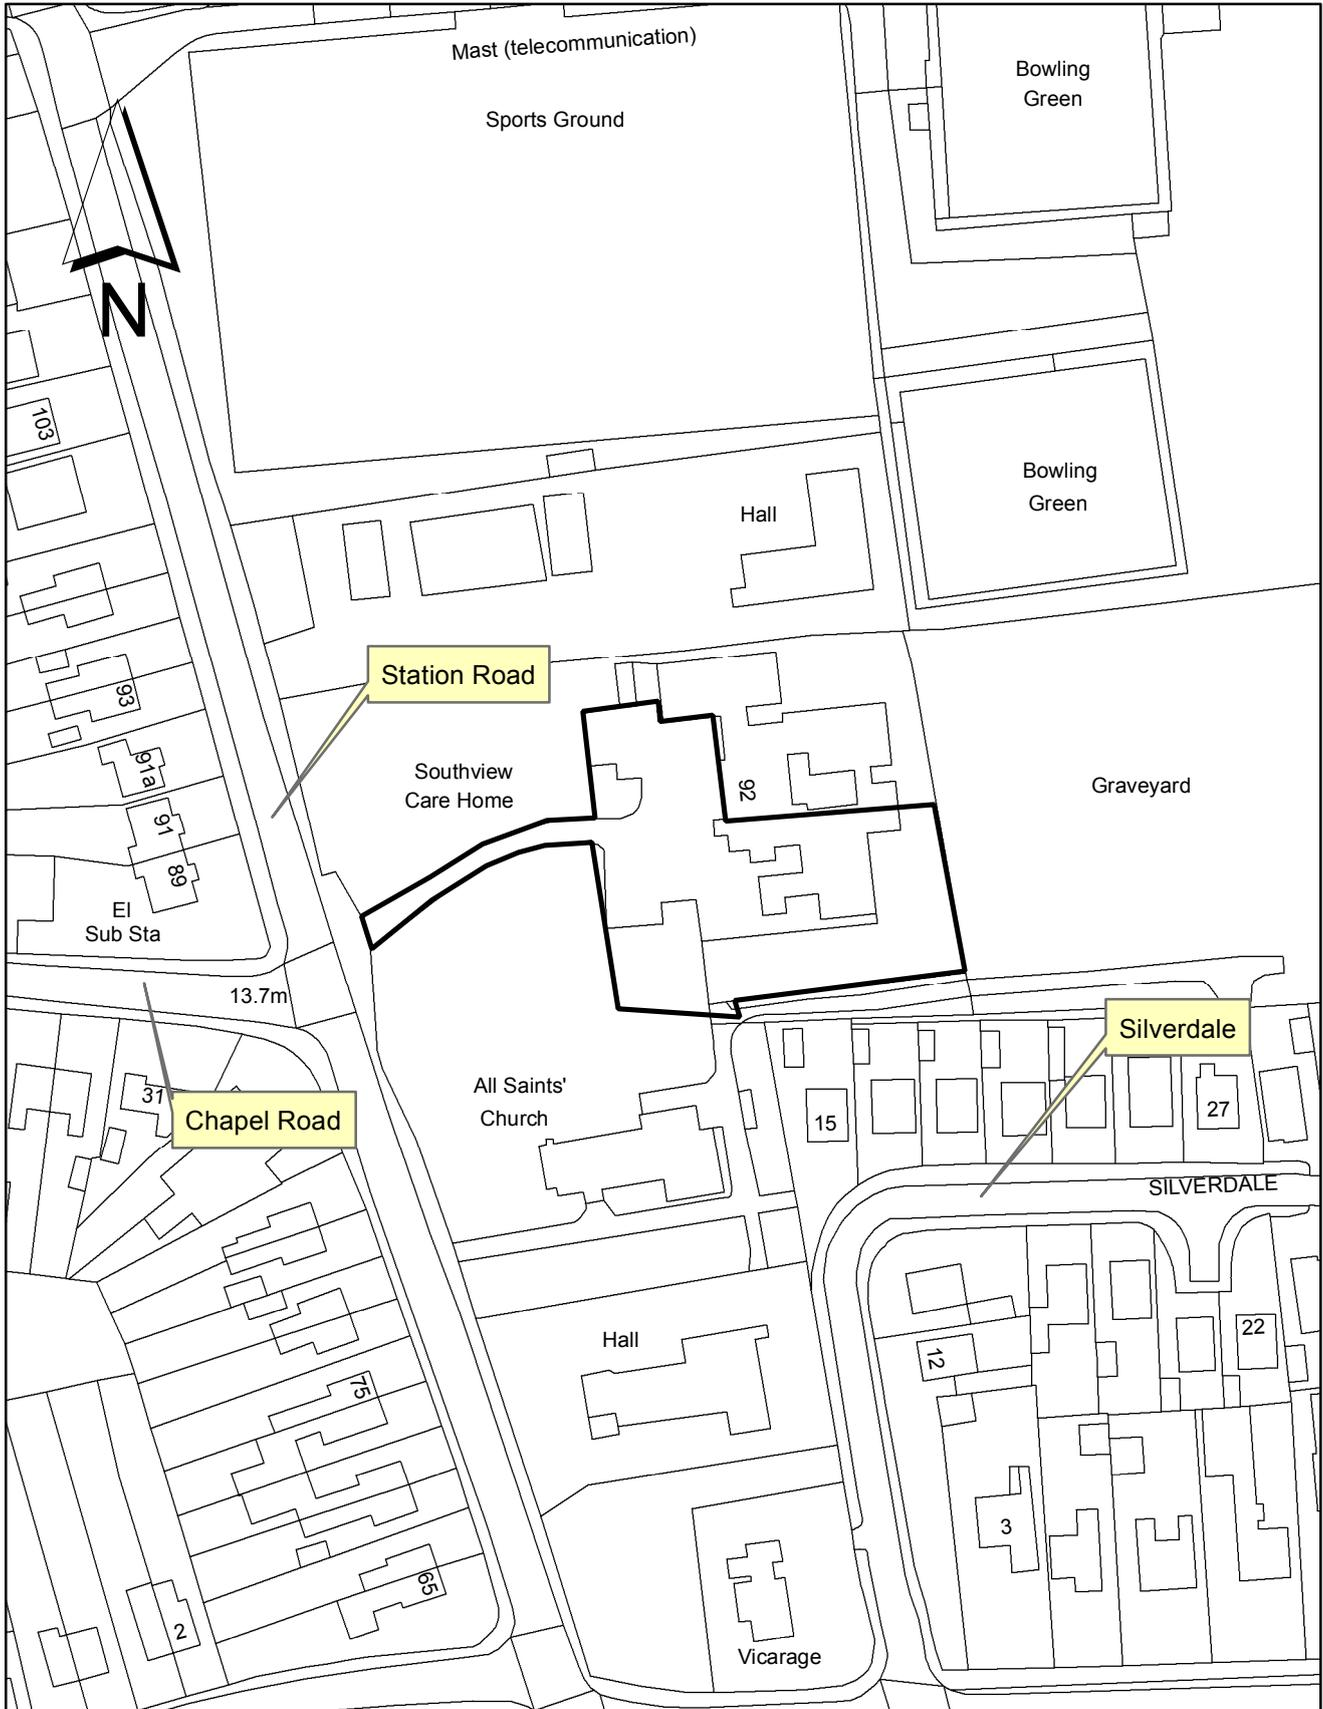 Mast (telecommunication)
Sports Ground
Bowling
Green
N
103
Bowling
Green
Hall
Station Road
93
91a
Southview
Care Home
92
Graveyard
91
89
El
Sub Sta
13.7m
Silverdale
All Saints'
Church
31
Chapel Road
15
27
SILVERDALE
Hall
12
22
75
3
65
2
Vicarage